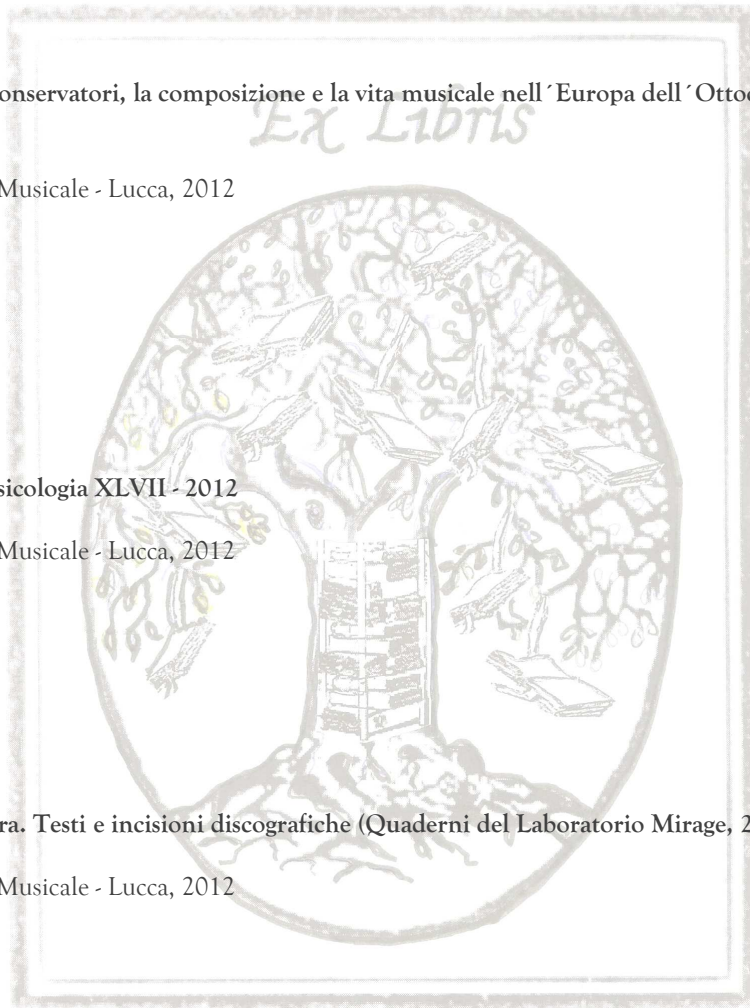 onservatori, la composizione e la vita musicale nell´Europa dell´Ottoc
Ex Libris
Musicale - Lucca, 2012
sicologia XLVII - 2012
Musicale - Lucca, 2012
ra. Testi e incisioni discografiche (Quaderni del Laboratorio Mirage, 2
Musicale - Lucca, 2012